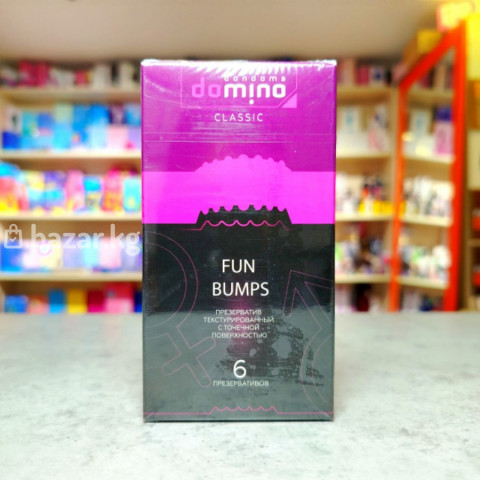 condoms
domino
CLASSIC
bazar.kg
FUN
BUMPS
ПРЕЗЕРВАТИВ
ТЕКСТУРИРОВАННЫЙ
С ТОЧЕЧНОЙ
ПОВЕРХНОСТЬЮ
6
ПРЕЗЕРВАТИВОВ